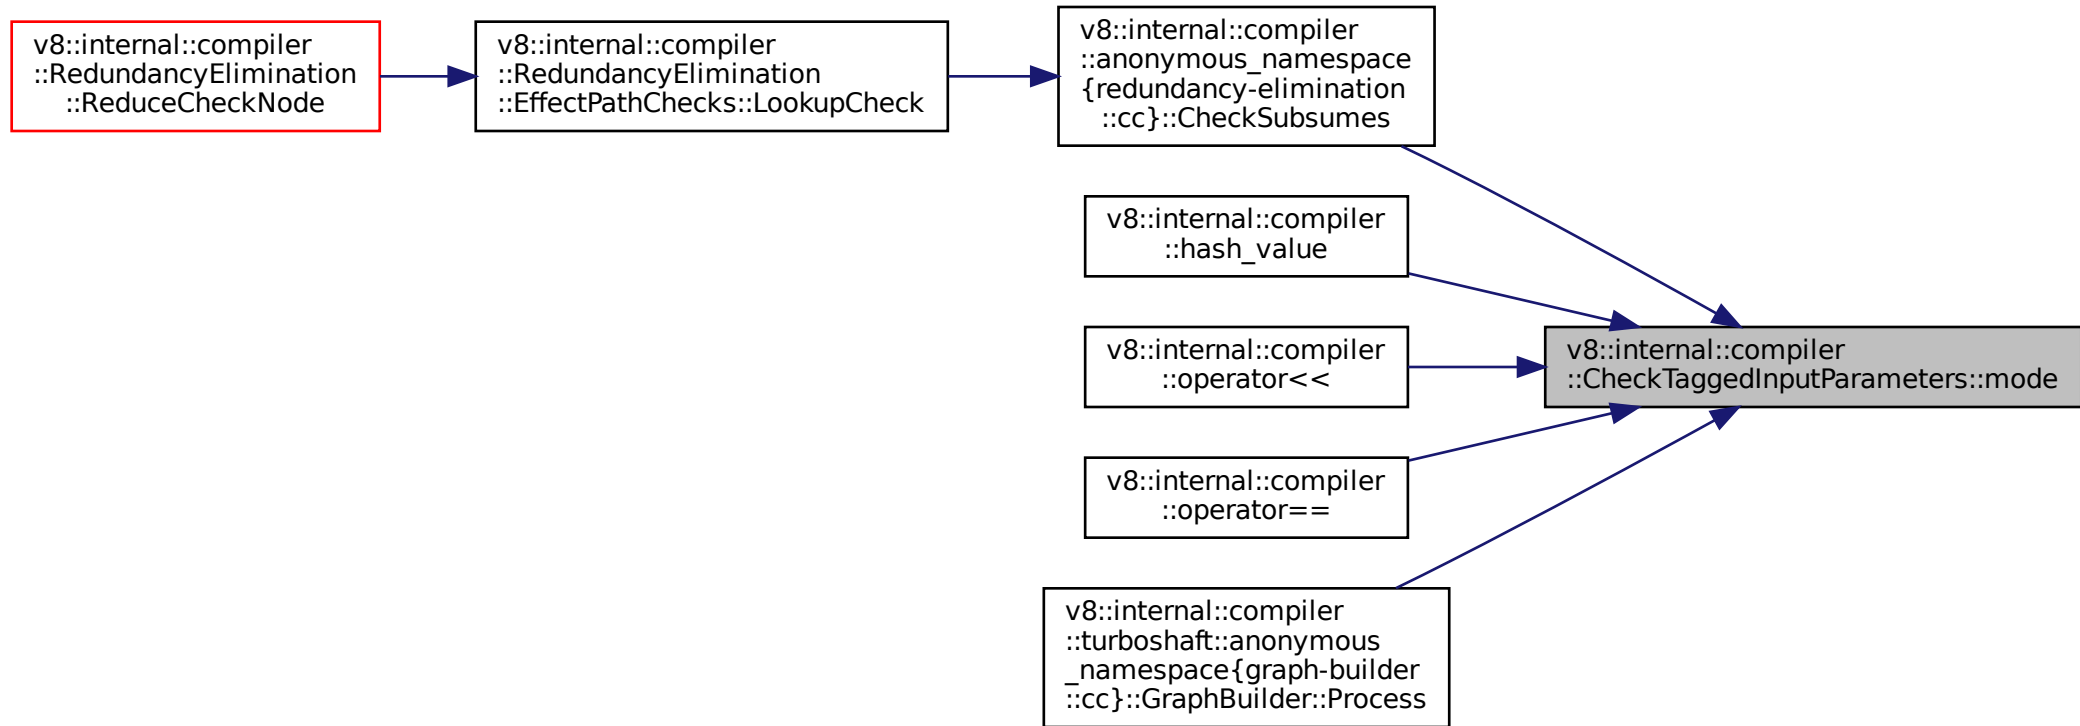 v8::internal::compiler
::RedundancyElimination
::ReduceCheckNode
v8::internal::compiler
::RedundancyElimination
::EffectPathChecks::LookupCheck
v8::internal::compiler
::anonymous_namespace
{redundancy-elimination
::cc}::CheckSubsumes
v8::internal::compiler
::hash_value
v8::internal::compiler
::operator<<
v8::internal::compiler
::operator==
v8::internal::compiler
::turboshaft::anonymous
_namespace{graph-builder
::cc}::GraphBuilder::Process
v8::internal::compiler
::CheckTaggedInputParameters::mode